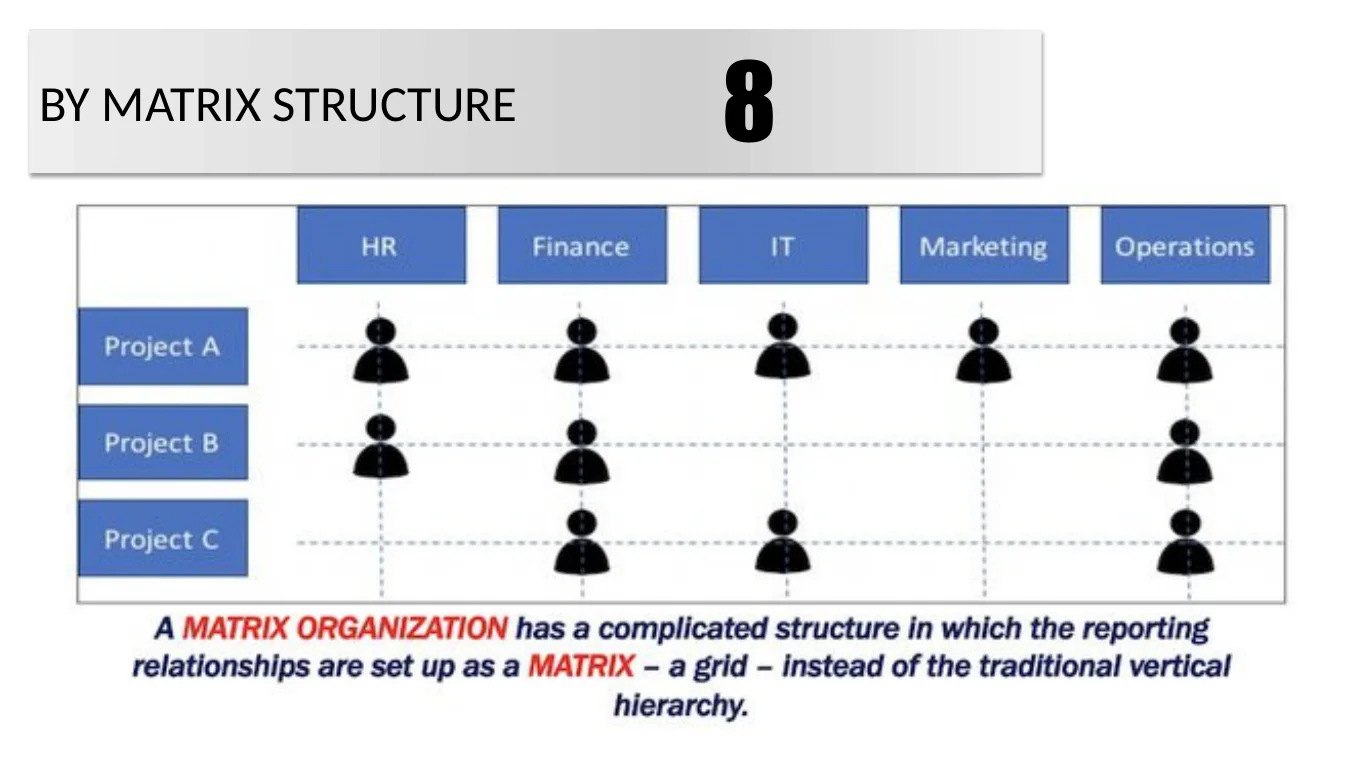 BY MATRIX STRUCTURE 8
HR Finance IT Marketing Operations
Project A
Project B
Project C
A MATRIX ORGANIZATION has a complicated structure in which the reporting
relationships are set up as a MATRIX – a grid – instead of the traditional vertical
hierarchy.